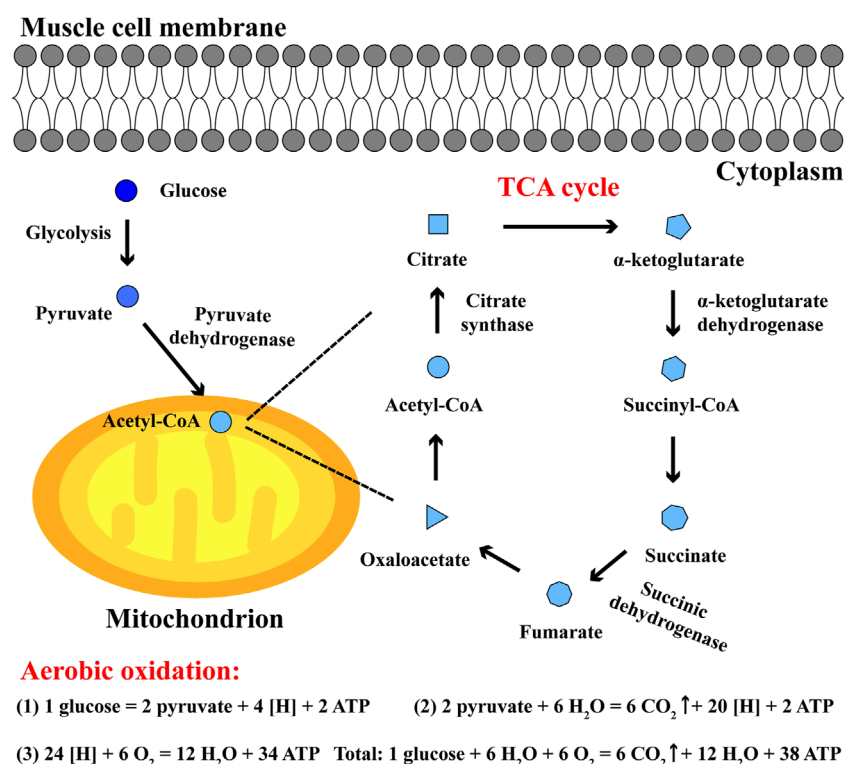 Muscle cell membrane
Cytoplasm
TCA cycle
Glucose
Glycolysis
Pyruvate
Pyruvate
dehydrogenase
Acetyl-CoA
Mitochondrion
Citrate
α-ketoglutarate
Citrate
synthase
α-ketoglutarate
dehydrogenase
Acetyl-CoA
Succinyl-CoA
Oxaloacetate
Succinate
Fumarate
Succinic
dehydrogenase
Aerobic oxidation:
(1) 1 glucose = 2 pyruvate + 4 [H] + 2 ATP
(2) 2 pyruvate + 6 H₂O = 6 CO₂↑+ 20 [H] + 2 ATP
(3) 24 [H] + 6 O₂ = 12 H₂O + 34 ATP
Total: 1 glucose + 6 H₂O + 6 O₂ = 6 CO₂↑+ 12 H₂O + 38 ATP